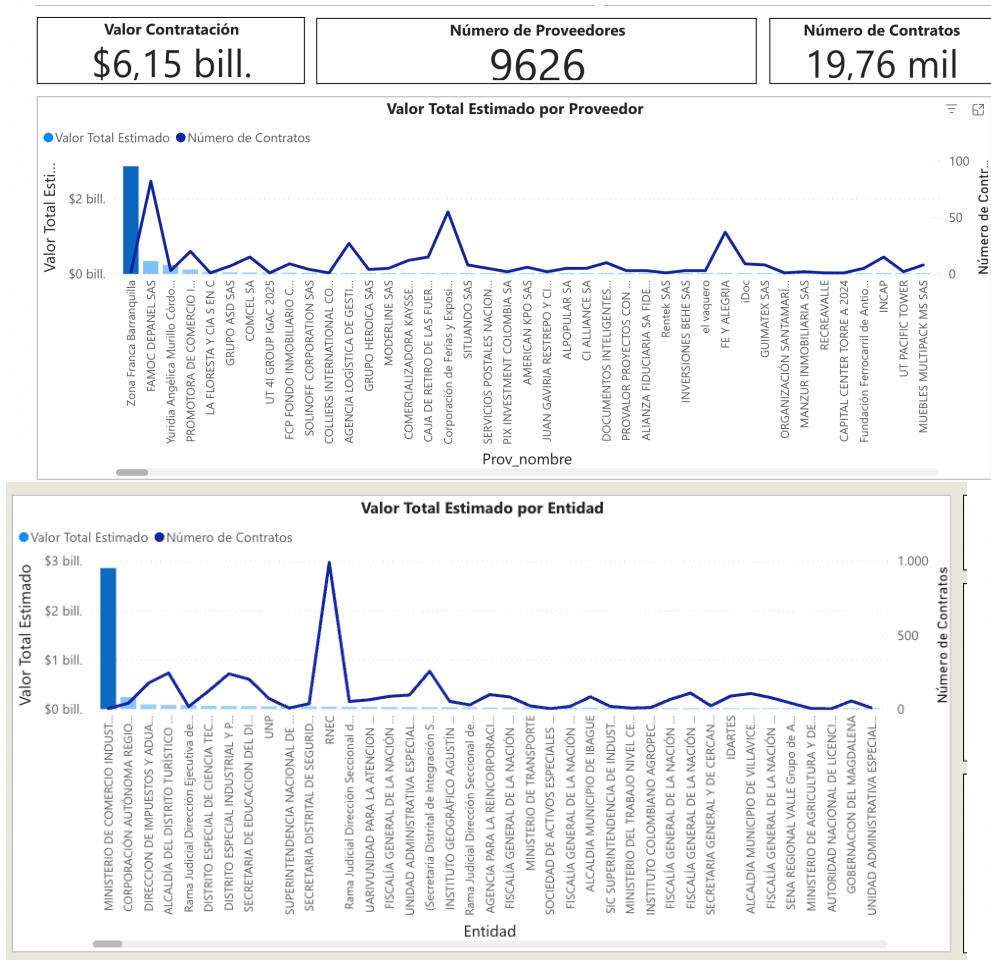 Valor Contratación
$6,15 bill.
Número de Proveedores
9626
Número de Contratos
19,76 mil
Valor Total Estimado por Proveedor
Valor Total Estimado
Número de Contratos
Valor Total Esti...
$2 bill.
$0 bill.
100
50
0
Número de Contr...
Zona Franca Barranquilla
FAMOC DEPANEL SAS
Yuridia Angélica Murillo Córdo...
PROMOTORA DE COMERCIO I...
LA FLORESTA Y CIA S EN C
GRUPO ASD SAS
COMCEL SA
UT 4I GROUP IGAC 2025
FCP FONDO INMOBILIARIO C...
SOLINOFF CORPORATION SAS
COLLIERS INTERNATIONAL CO...
AGENCIA LOGÍSTICA DE GESTI...
GRUPO HEROICA SAS
MODERLINE SAS
COMERCIALIZADORA KAYSSE...
CAJA DE RETIRO DE LAS FUER...
Corporación de Ferias y Exposi...
SITUANDO SAS
SERVICIOS POSTALES NACION...
PIX INVESTMENT COLOMBIA SA
AMERICAN KPO SAS
JUAN GAVIRIA RESTREPO Y CI...
ALPOPULAR SA
CI ALLIANCE SA
DOCUMENTOS INTELIGENTES...
PROVALOR PROYECTOS CON ...
ALIANZA FIDUCIARIA SA FIDE...
Rentek SAS
INVERSIONES BEHE SAS
el vaquero
FE Y ALEGRIA
iDoc
GUIMATEX SAS
ORGANIZACIÓN SANTAMARÍ...
MANZUR INMOBILIARIA SAS
RECREAVALLE
CAPITAL CENTER TORRE A 2024
Fundación Ferrocarril de Antio...
INCAP
UT PACIFIC TOWER
MUEBLES MULTIPACK MS SAS
Prov_nombre
Valor Total Estimado por Entidad
Valor Total Estimado
Número de Contratos
Valor Total Estimado
$3 bill.
$2 bill.
$1 bill.
$0 bill.
1.000
500
0
Número de Contratos
MINISTERIO DE COMERCIO INDUST...
CORPORACIÓN AUTÓNOMA REGIO...
DIRECCION DE IMPUESTOS Y ADUA...
ALCALDÍA DEL DISTRITO TURÍSTICO ...
Rama Judicial Dirección Ejecutiva de...
DISTRITO ESPECIAL DE CIENCIA TEC...
DISTRITO ESPECIAL INDUSTRIAL Y P...
SECRETARIA DE EDUCACION DEL DI...
UNP
SUPERINTENDENCIA NACIONAL DE ...
SECRETARIA DISTRITAL DE SEGURID...
RNEC
Rama Judicial Dirección Seccional d...
UARIVUNIDAD PARA LA ATENCION ...
FISCALÍA GENERAL DE LA NACIÓN ...
UNIDAD ADMINISTRATIVA ESPECIAL...
(Secretaría Distrital de Integración S...
INSTITUTO GEOGRÁFICO AGUSTÍN ...
Rama Judicial Dirección Seccional de...
AGENCIA PARA LA REINCORPORACI...
FISCALÍA GENERAL DE LA NACIÓN ...
MINISTERIO DE TRANSPORTE
SOCIEDAD DE ACTIVOS ESPECIALES...
FISCALÍA GENERAL DE LA NACIÓN ...
ALCALDIA MUNICIPIO DE IBAGUE
SIC SUPERINTENDENCIA DE INDUST...
MINISTERIO DEL TRABAJO NIVEL CE...
INSTITUTO COLOMBIANO AGROPEC...
FISCALÍA GENERAL DE LA NACIÓN ...
FISCALÍA GENERAL DE LA NACIÓN ...
SECRETARIA GENERAL Y DE CERCAN...
IDARTES
ALCALDIA MUNICIPIO DE VILLAVICE...
FISCALÍA GENERAL DE LA NACIÓN ...
SENA REGIONAL VALLE Grupo de A...
MINISTERIO DE AGRICULTURA Y DE...
AUTORIDAD NACIONAL DE LICENCI...
GOBERNACION DEL MAGDALENA
UNIDAD ADMINISTRATIVA ESPECIAL...
Entidad